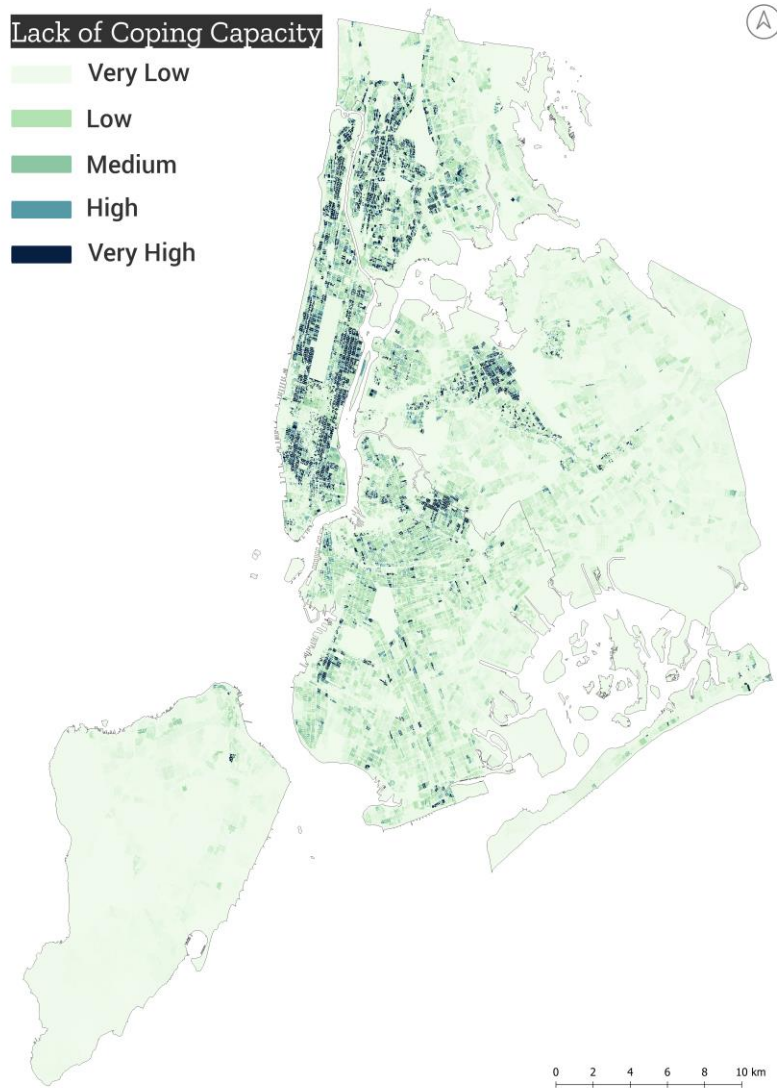 Lack of Coping Capacity
Very Low
Low
Medium
High
Very High
0 2 4 6 8 10 km